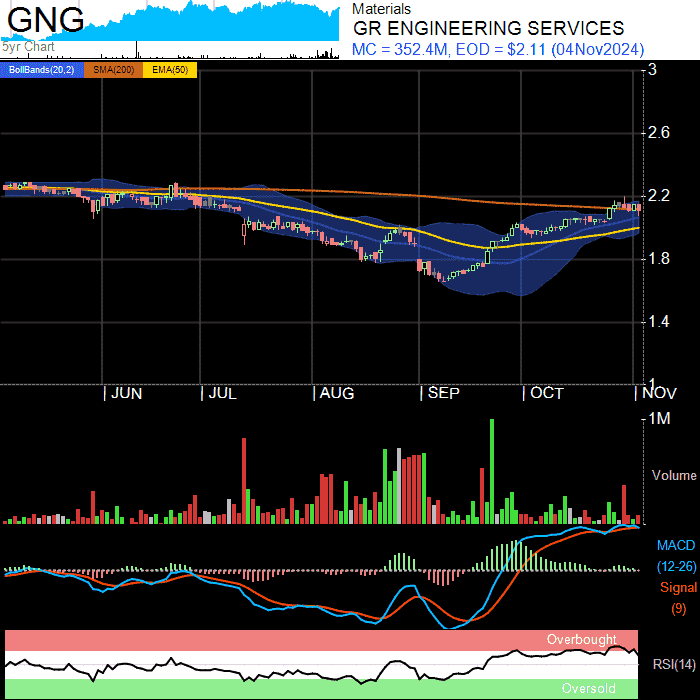 GNG
5yr Chart
Materials
GR ENGINEERING SERVICES
MC = 352.4M, EOD = $2.11 (04Nov2024)
BollBands(20,2) SMA(200) EMA(50)
3
2.6
2.2
1.8
1.4
1
| JUN | JUL | AUG | SEP | OCT | NOV
1M
Volume
MACD
(12-26)
Signal
(9)
Overbought
RSI(14)
Oversold